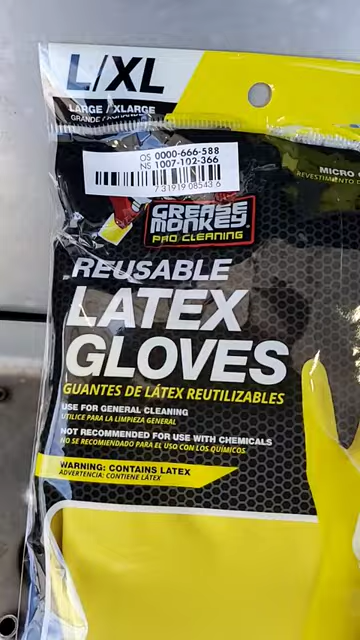 L/XL
LARGE / XLARGE
OS 0000-666-588
NS 1007-102-366
7 31919 08543 6
MICRO
GREASE
MONKEY
PRO CLEANING
REUSABLE
LATEX
GLOVES
GUANTES DE LÁTEX REUTILIZABLES
USE FOR GENERAL CLEANING
UTILICE PARA LA LIMPIEZA GENERAL
NOT RECOMMENDED FOR USE WITH CHEMICALS
NO SE RECOMIENDADO PARA EL USO CON LOS QUÍMICOS
WARNING: CONTAINS LATEX
ADVERTENCIA: CONTIENE LÁTEX